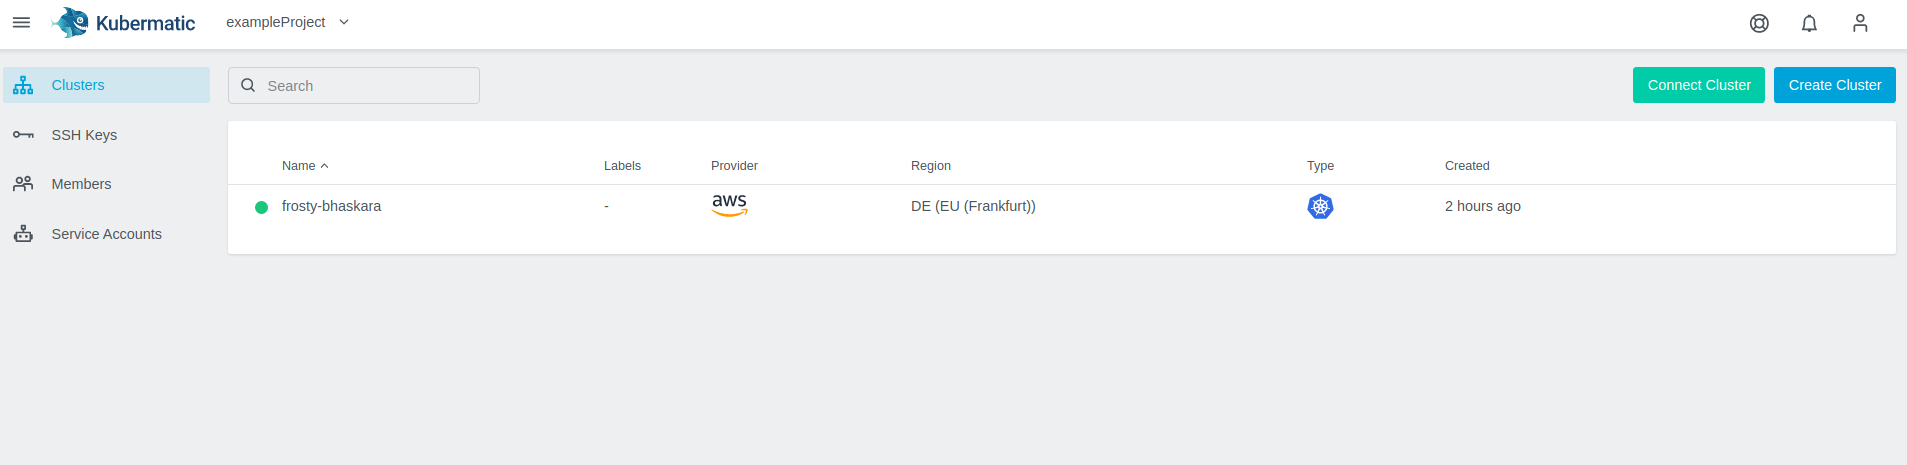 Kubermatic exampleProject
Clusters
Search
Connect Cluster Create Cluster
SSH Keys
Members
Service Accounts
Name Labels Provider Region Type Created
frosty-bhaskara - aws DE (EU (Frankfurt)) 2 hours ago